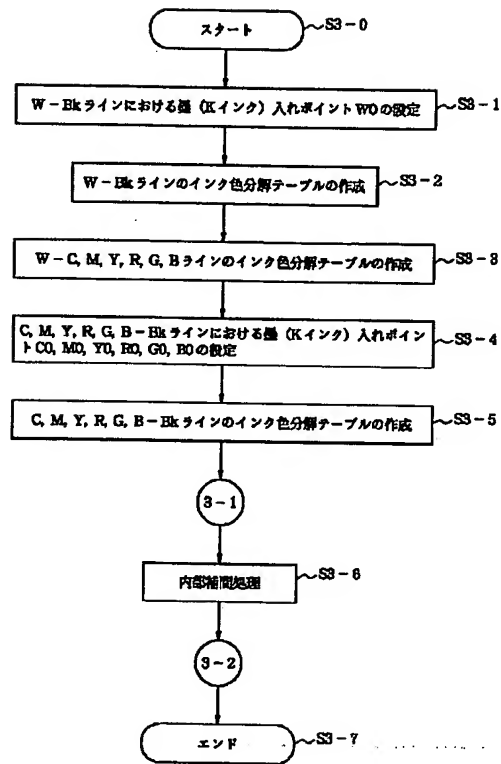 スタート
S3-0
W-Bkラインにおける墨(Kインク)入れポイントW0の設定
S3-1
W-Bkラインのインク色分解テーブルの作成
S3-2
W-C, M, Y, R, G, Bラインのインク色分解テーブルの作成
S3-3
C, M, Y, R, G, B-Bkラインにおける墨(Kインク)入れポイン
トC0, M0, Y0, R0, G0, B0の設定
S3-4
C, M, Y, R, G, B-Bkラインのインク色分解テーブルの作成
S3-5
3-1
内部補間処理
S3-6
3-2
エンド
S3-7